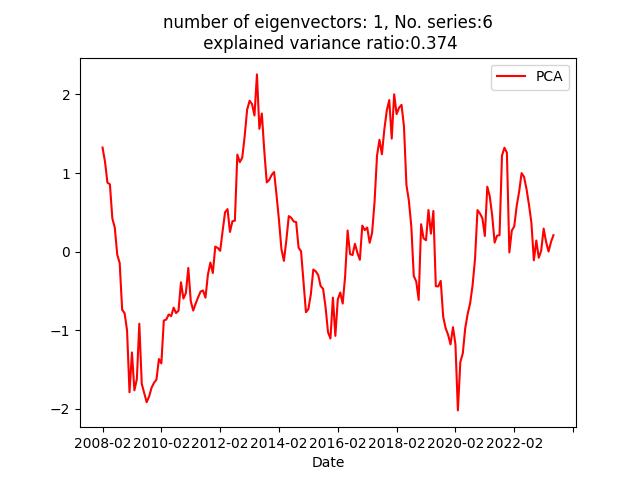 number of eigenvectors: 1, No. series:6
explained variance ratio:0.374
PCA
2
1
0
−1
−2
2008-02 2010-02 2012-02 2014-02 2016-02 2018-02 2020-02 2022-02
Date